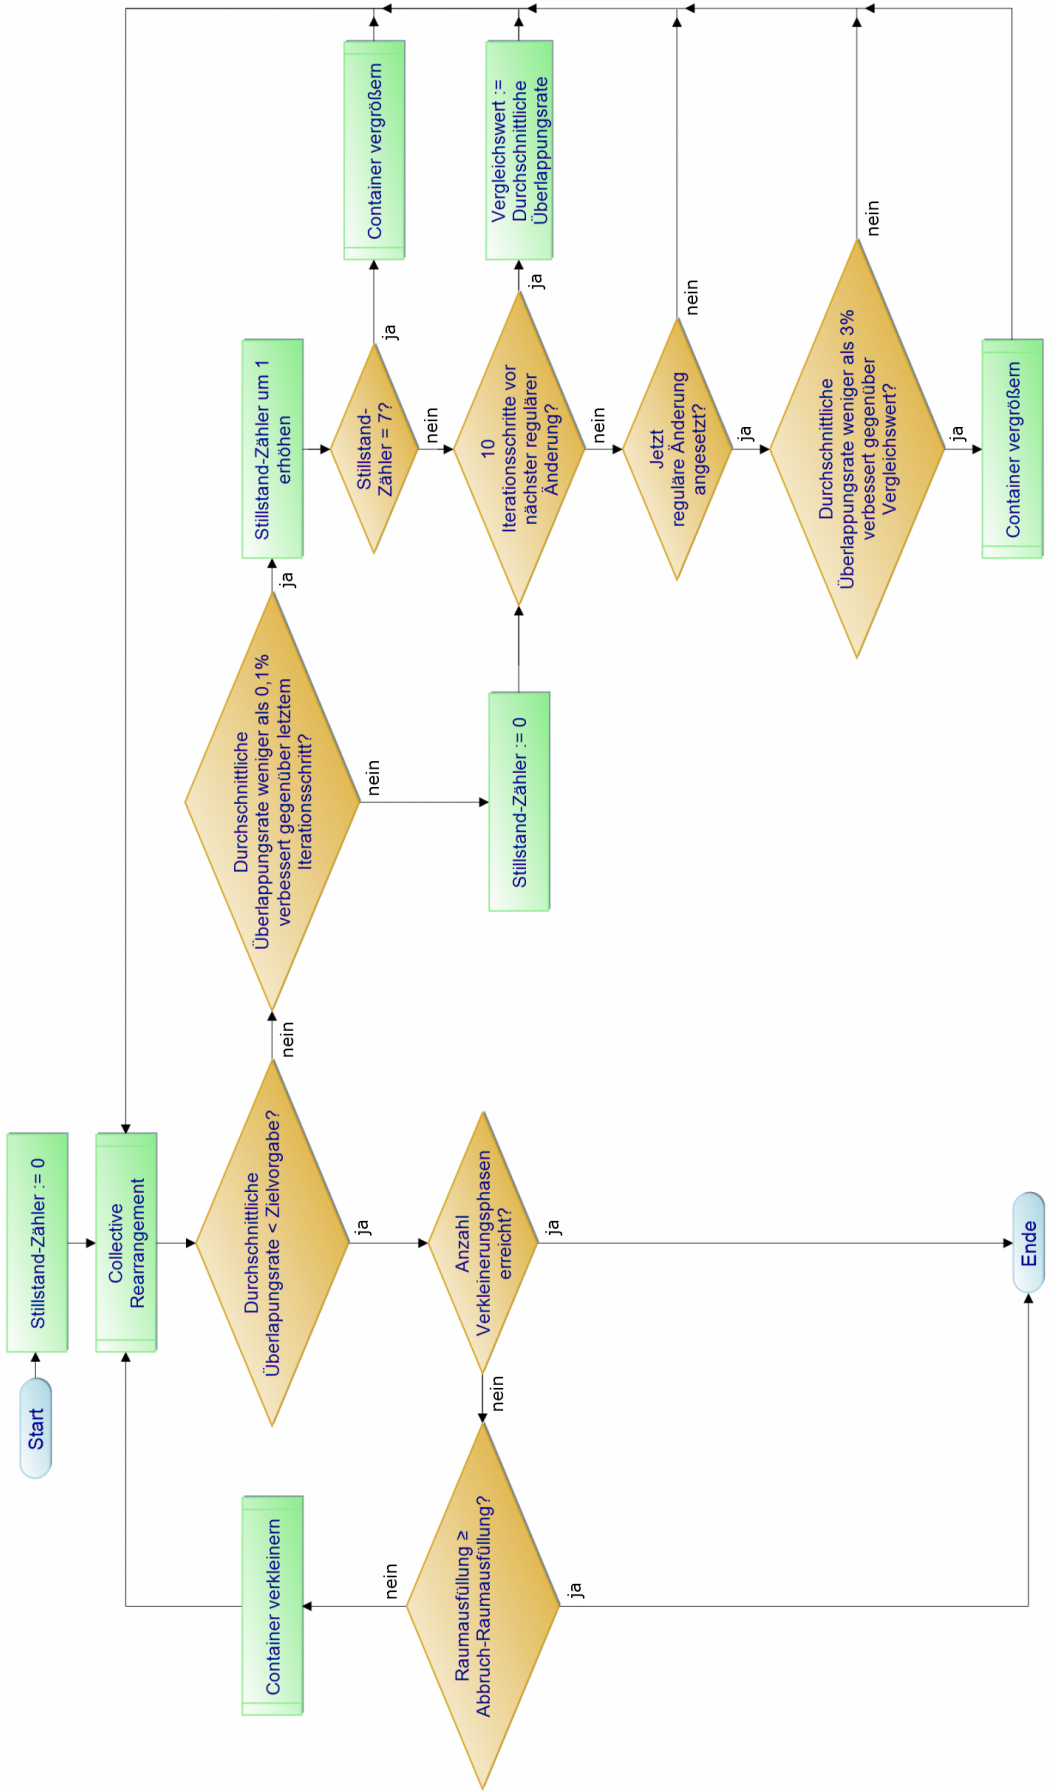 Start
Stillstand-Zähler := 0
Collective
Rearrangement
Durchschnittliche
Überlapungsrate < Zielvorgabe?
nein
ja
Anzahl
Verkleinerungsphasen
erreicht?
nein
ja
Raumausfüllung ≥
Abbruch-Raumausfüllung?
nein
ja
Container verkleinern
Ende
Durchschnittliche
Überlappungsrate weniger als 0,1%
verbessert gegenüber letztem
Iterationsschritt?
ja
nein
Stillstand-Zähler := 0
Stillstand-Zähler um 1
erhöhen
Stillstand-
Zähler = 7?
ja
nein
Container vergrößern
10
Iterationsschritte vor
nächster regulärer
Änderung?
ja
nein
Vergleichswert :=
Durchschnittliche
Überlappungsrate
Jetzt
reguläre Änderung
angesetzt?
nein
ja
Durchschnittliche
Überlappungsrate weniger als 3%
verbessert gegenüber
Vergleichswert?
nein
ja
Container vergrößern